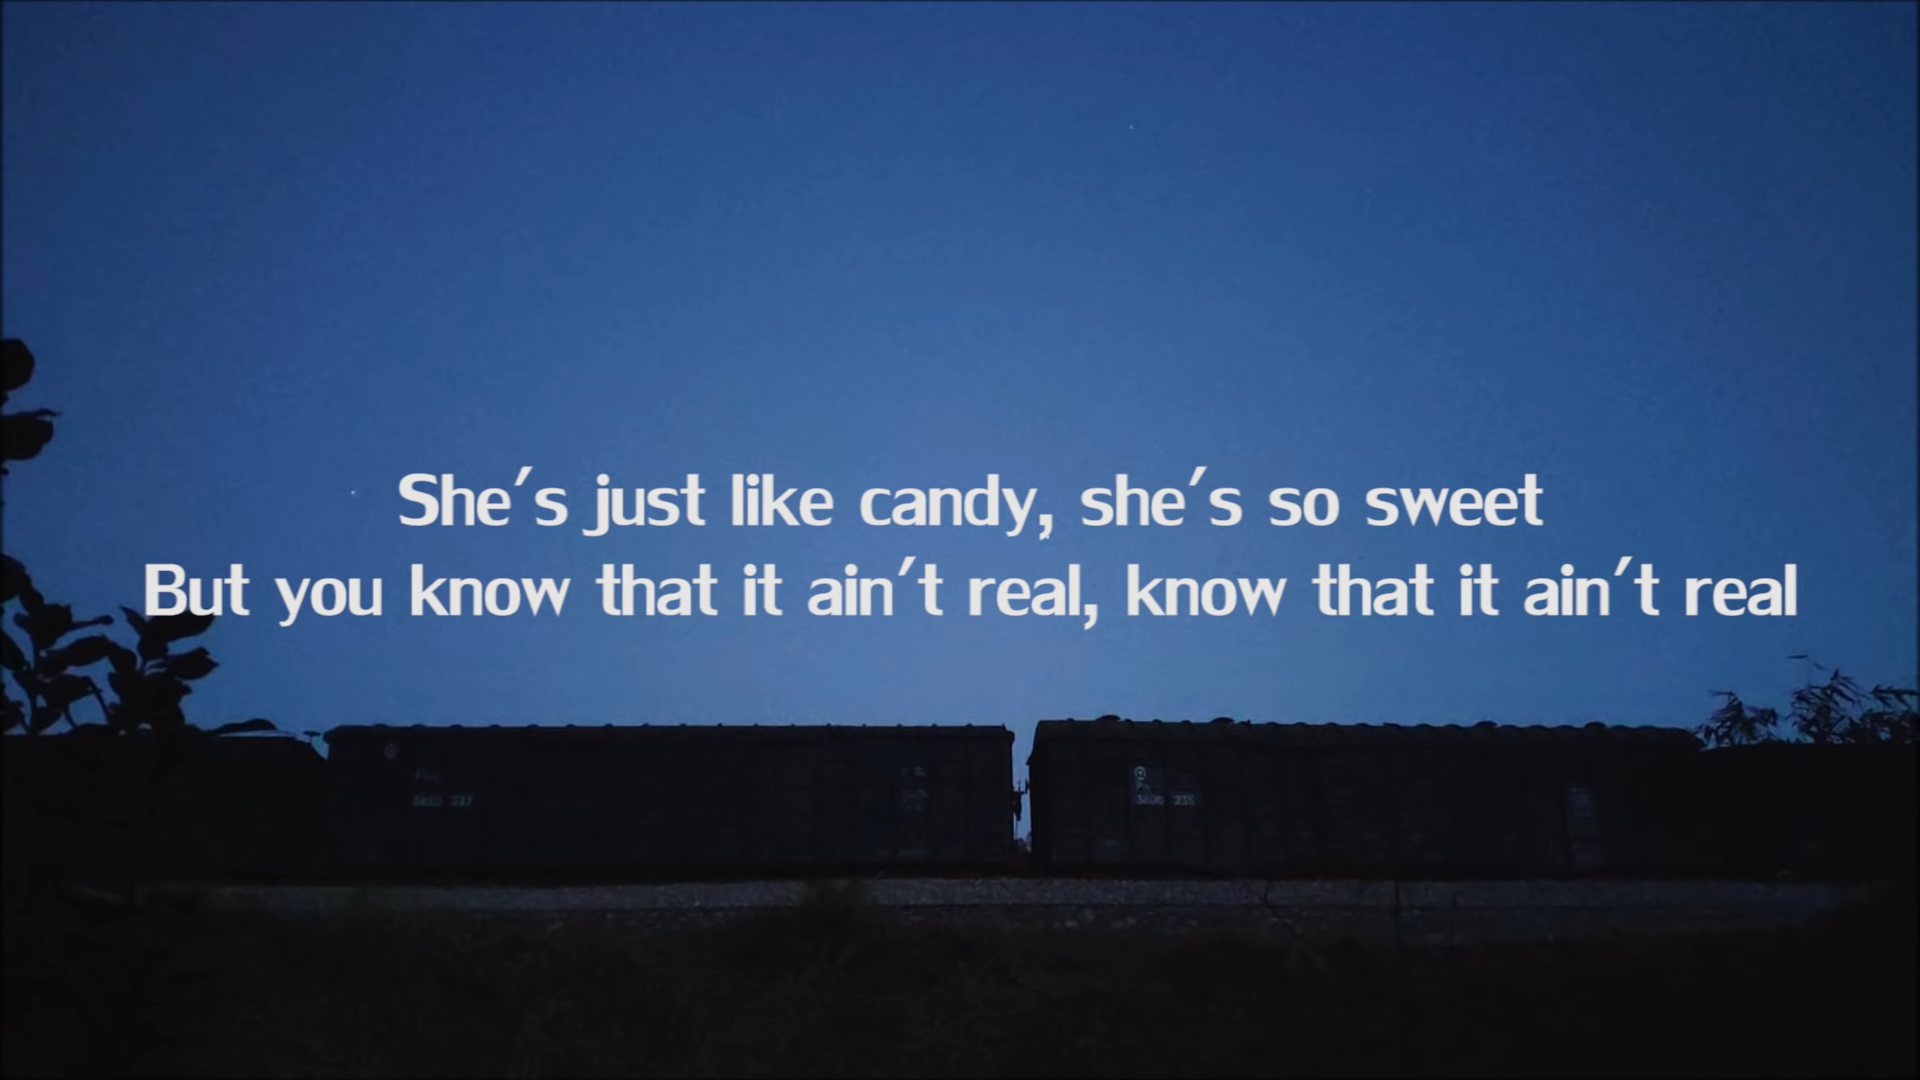 She's just like candy, she's so sweet
But you know that it ain't real, know that it ain't real